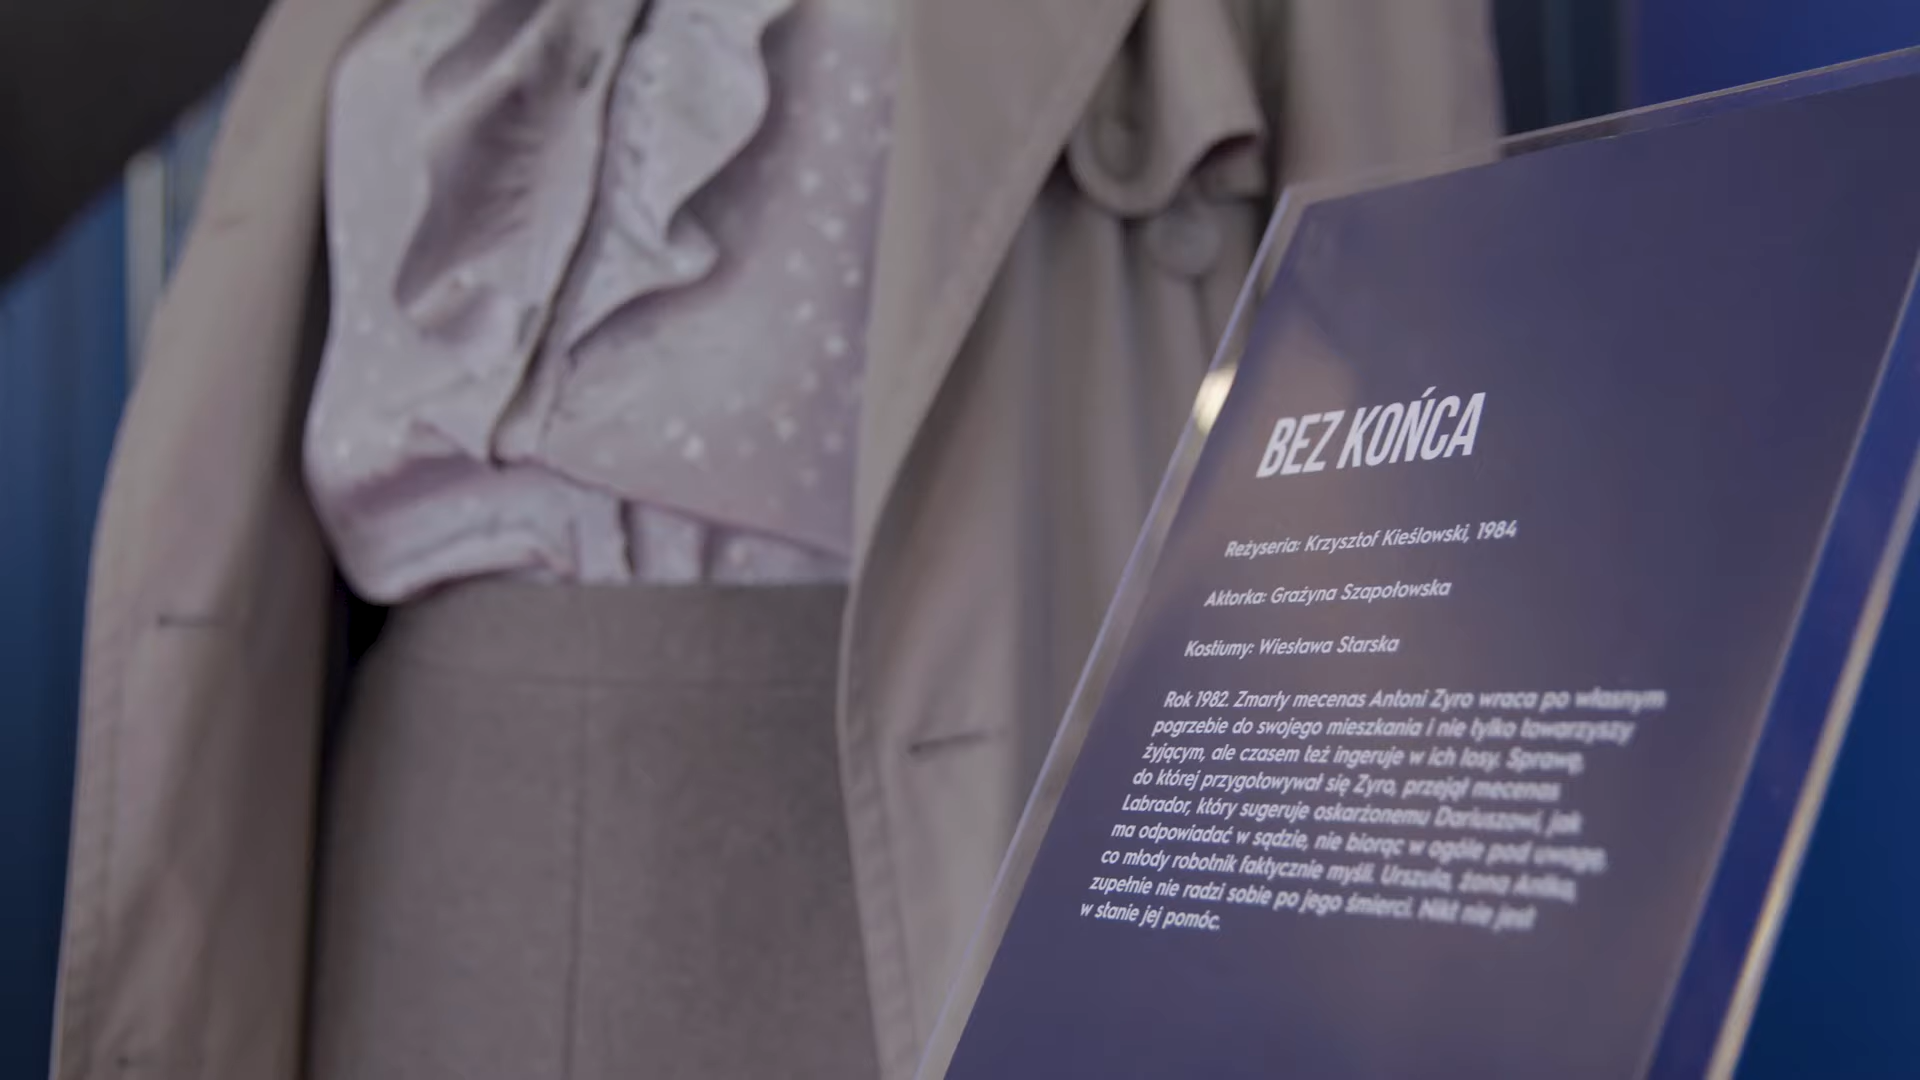 BEZ KOŃCA
Reżyseria: Krzysztof Kieślowski, 1984
Aktorka: Grażyna Szapołowska
Kostiumy: Wiesława Starska
Rok 1982. Zmarły mecenas Antoni Zyro wraca po własnym
pogrzebie do swojego mieszkania i nie tylko towarzyszy
żyjącym, ale czasem też ingeruje w ich losy. Sprawę,
do której przygotowywał się Zyro, przejął mecenas
Labrador, który sugeruje oskarżonemu Dariuszowi, jak
ma odpowiadać w sądzie, nie biorąc w ogóle pod uwagę,
co młody robotnik faktycznie myśli. Urszula, żona Antka,
zupełnie nie radzi sobie po jego śmierci. Nikt nie jest
w stanie jej pomóc.